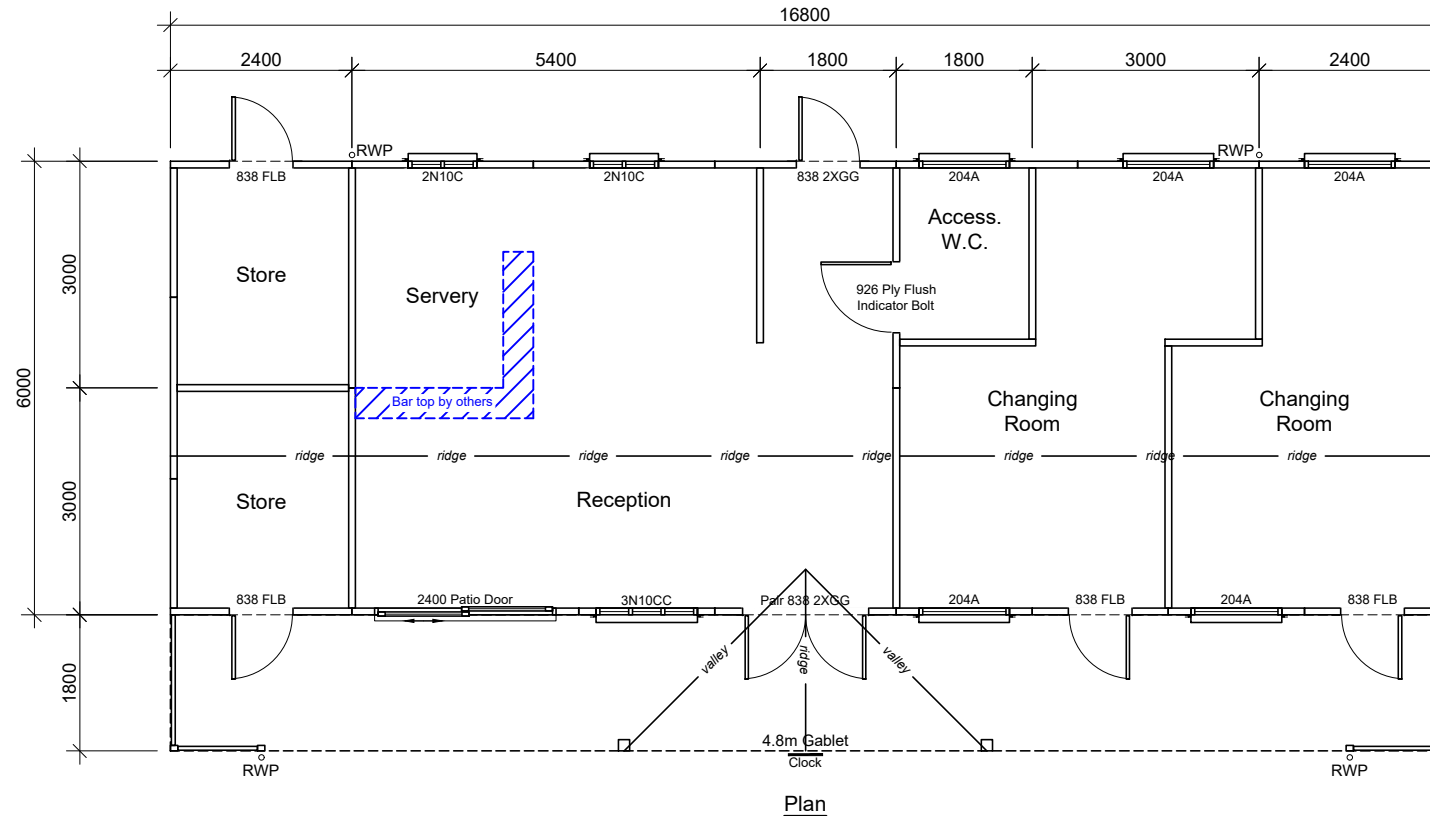 16800
2400
5400
1800
1800
3000
2400
RWP
RWP
838 FLB
2N10C
2N10C
838 2XGG
204A
204A
204A
Access.
W.C.
Store
Servery
926 Ply Flush
Indicator Bolt
3000
6000
Bar top by others
Changing
Room
Changing
Room
ridge
ridge
ridge
ridge
ridge
ridge
ridge
ridge
Store
Reception
3000
838 FLB
2400 Patio Door
3N10CC
Pair 838 2XGG
204A
838 FLB
204A
838 FLB
valley
ridge
valley
1800
4.8m Gablet
Clock
RWP
RWP
Plan